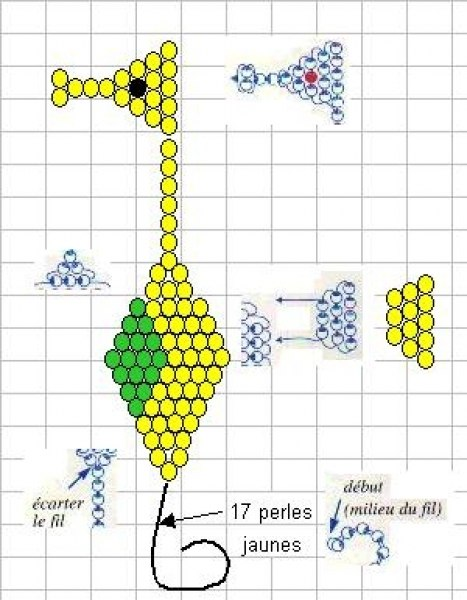 écarter
le fil
17 perles
jaunes
début
(milieu du fil)